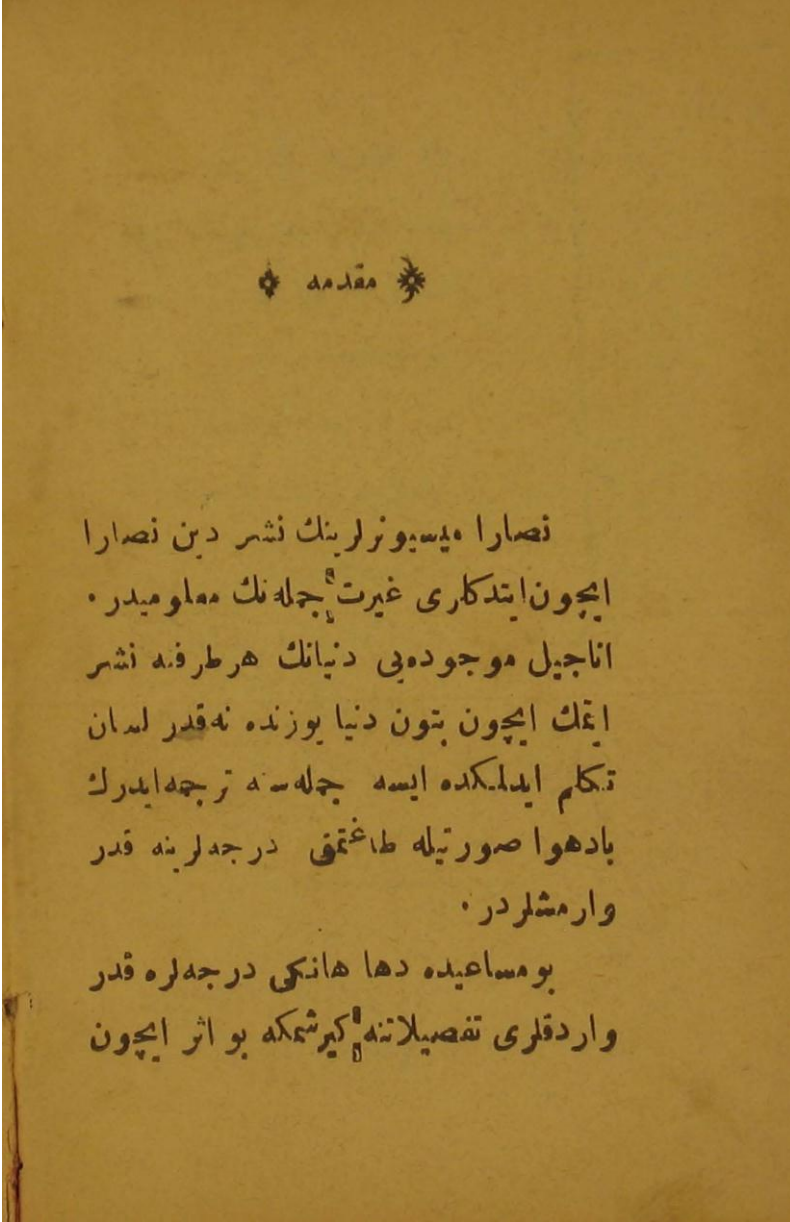 مقدمه
نصارا میسیونرلرینك نشر دین نصارا
ایچون ایتدكلری غیرت جمله‌نك معلومیدر.
اناجیل موجوده‌یی دنیانك هر طرفنه نشر
ایتمك ایچون بتون دنیا یوزنده نه‌قدر لسان
تكلم ایدلمكده ایسه جمله‌سنه ترجمه ایدرك
بادهوا صورتیله طاغتمق درجه‌لرینه قدر
وارمشلردر.
بو مساعیده دها هانكی درجه‌لره قدر
واردقلری تفصیلاتنه كیرشمكه بو اثر ایچون